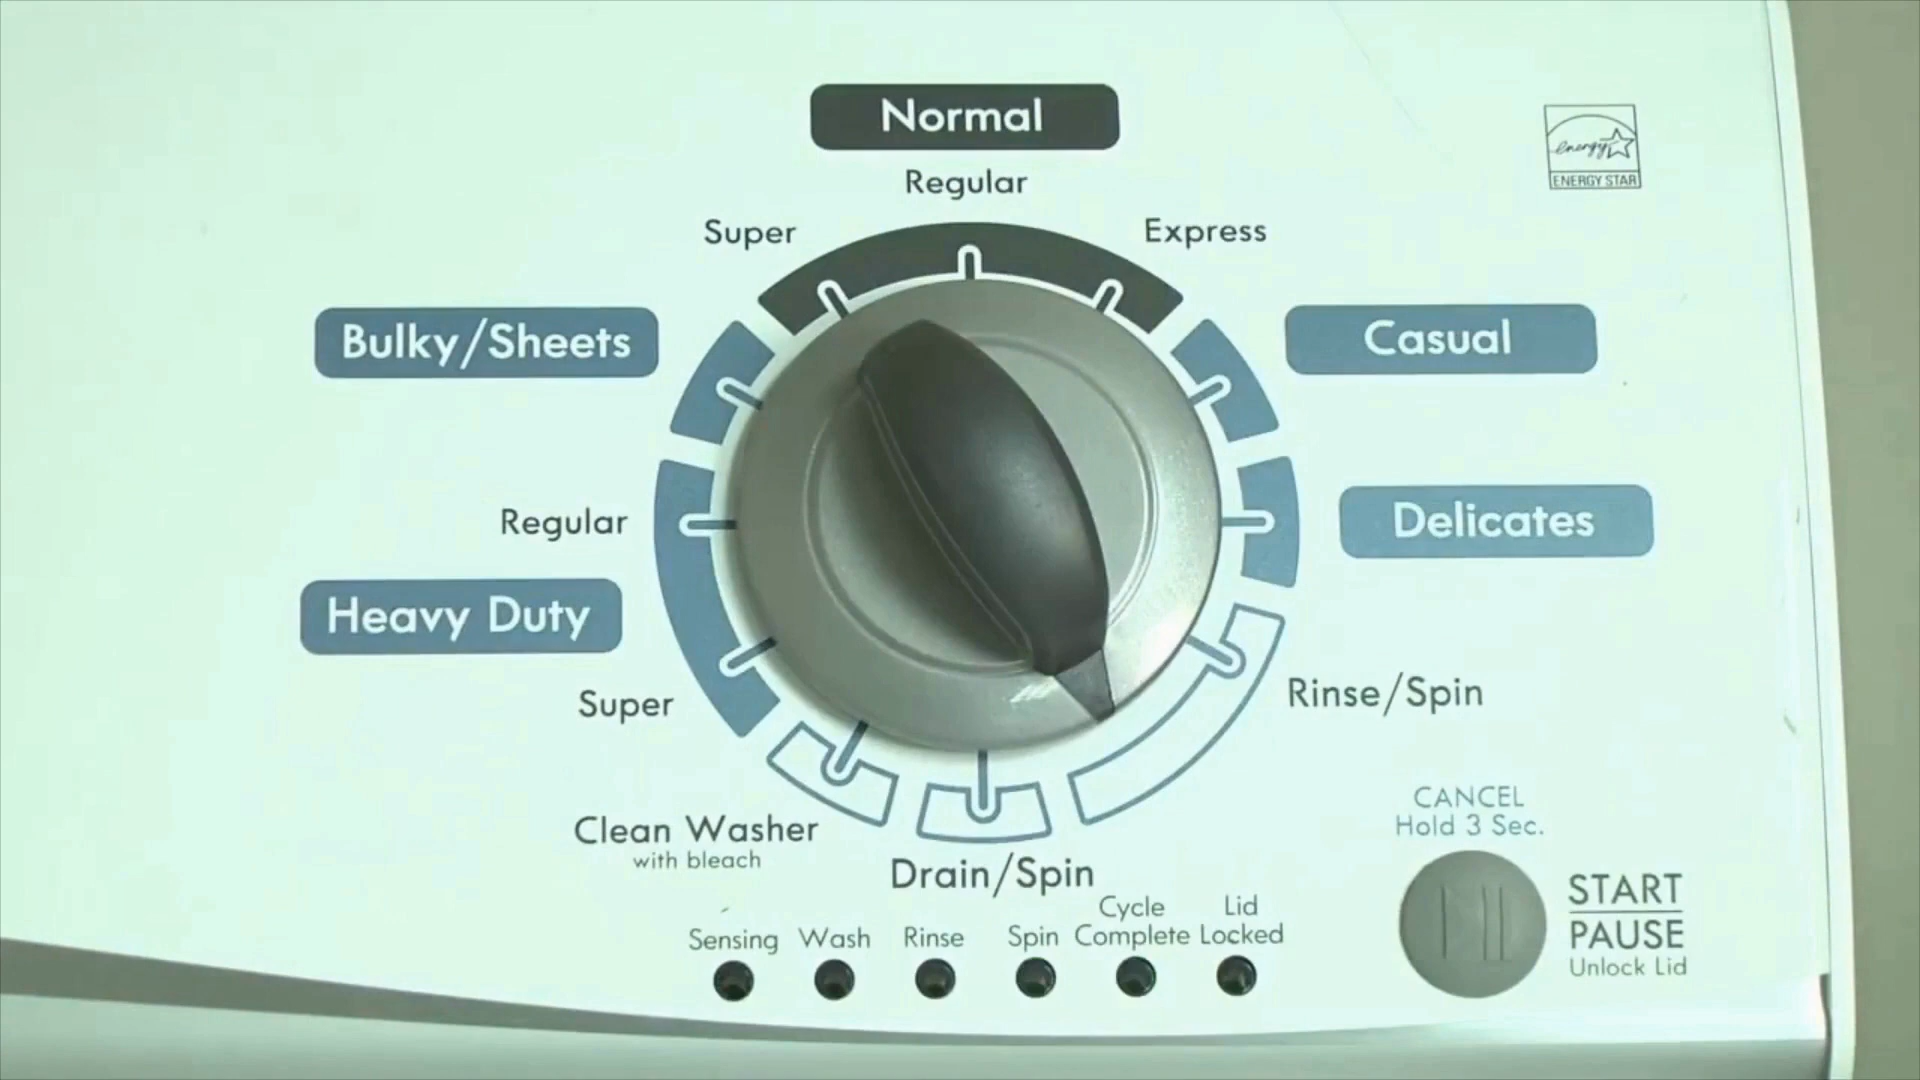 Normal
Regular
Super
Express
energy
ENERGY STAR
Bulky/Sheets
Casual
Regular
Delicates
Heavy Duty
Super
Rinse/Spin
Clean Washer
with bleach
Drain/Spin
CANCEL
Hold 3 Sec.
START
PAUSE
Unlock Lid
Sensing
Wash
Rinse
Spin
Cycle
Complete
Lid
Locked